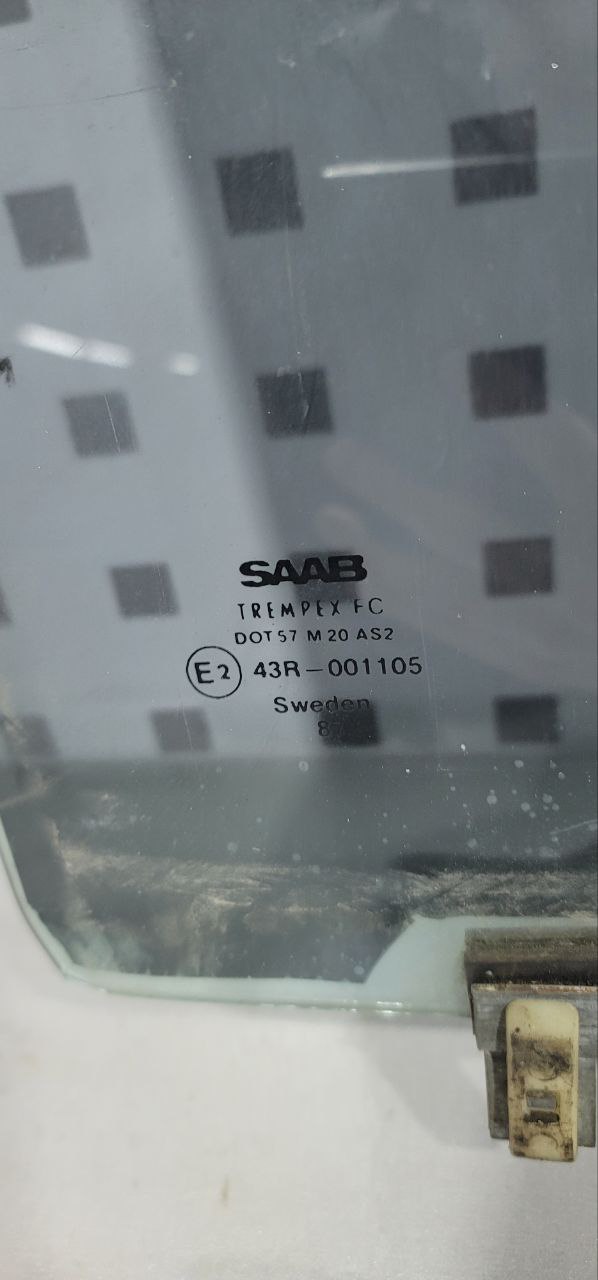 SAAB
TREMPEX FC
DOT 57 M 20 AS2
E2 43R-001105
Sweden